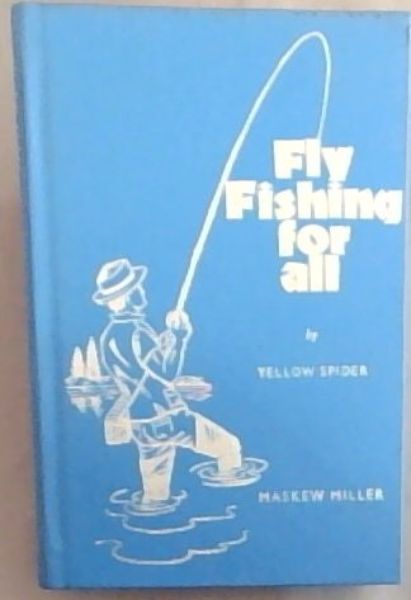 Fly
Fishing
for
all
by
YELLOW SPIDER
MASKEW MILLER